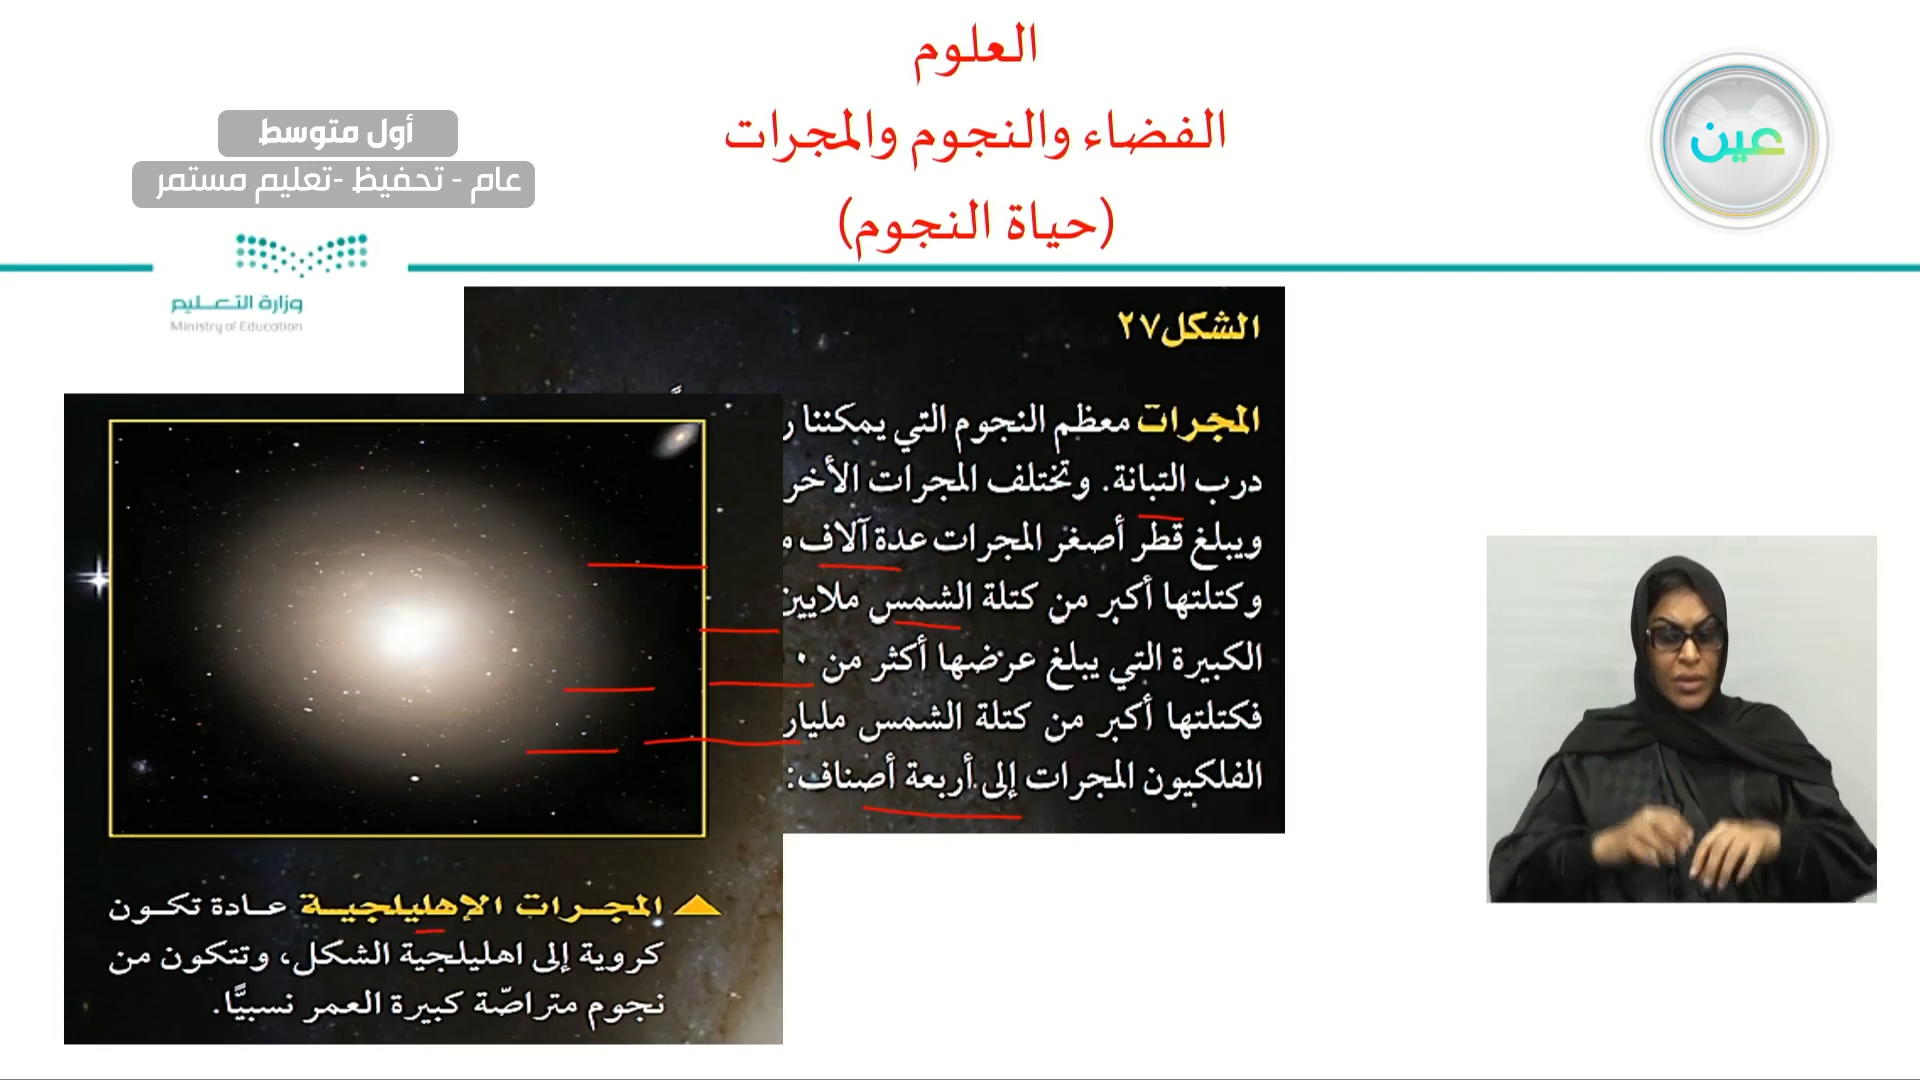 العلوم
الفضاء والنجوم والمجرات
(حياة النجوم)
عين
أول متوسط
عام - تحفيظ -تعليم مستمر
وزارة التعليم
Ministry of Education
الشكل ٢٧
المجرات معظم النجوم التي يمكننا
درب التبانة. وتختلف المجرات الأخر
ويبلغ قطر أصغر المجرات عدة آلاف
وكتلتها أكبر من كتلة الشمس ملايين
الكبيرة التي يبلغ عرضها أكثر من
فكتلتها أكبر من كتلة الشمس مليار
الفلكيون المجرات إلى أربعة أصناف:
المجرات الإهليلجية عادة تكون
كروية إلى اهليلجية الشكل، وتتكون من
نجوم متراصّة كبيرة العمر نسبيًّا.